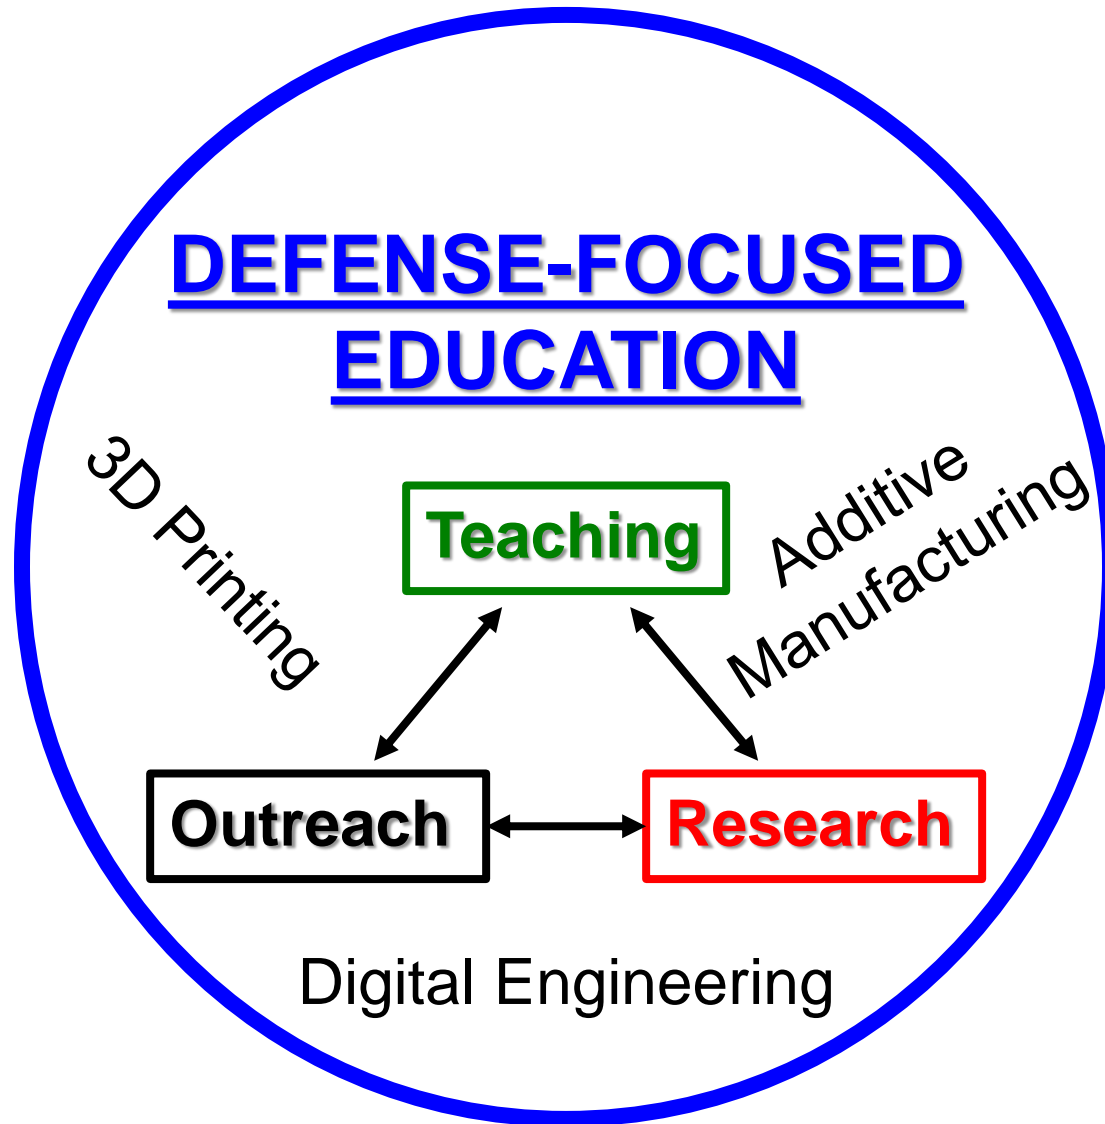 DEFENSE-FOCUSED
EDUCATION
3D Printing
Teaching
Additive
Manufacturing
Outreach
Research
Digital Engineering